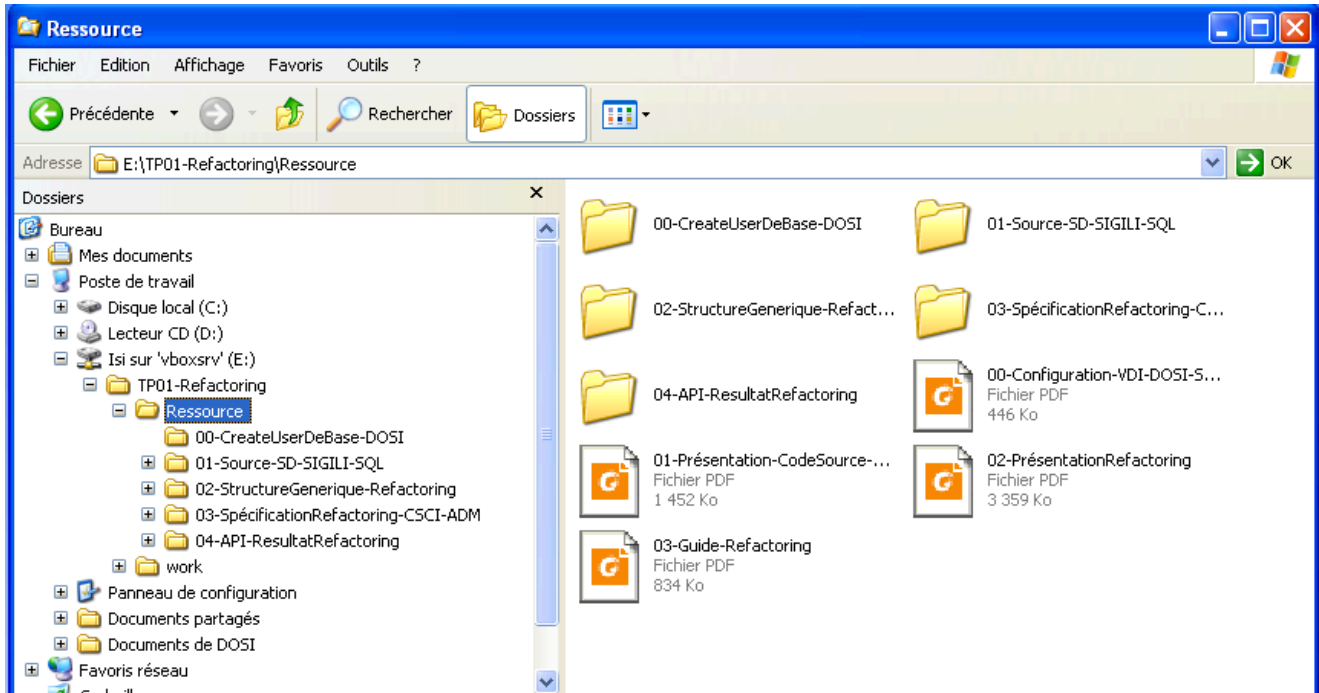 Ressource
Fichier Edition Affichage Favoris Outils ?
Précédente Rechercher Dossiers
Adresse E:\TP01-Refactoring\Ressource OK
Dossiers
Bureau
Mes documents
Poste de travail
Disque local (C:)
Lecteur CD (D:)
Isi sur 'vboxsrv' (E:)
TP01-Refactoring
Ressource
00-CreateUserDeBase-DOSI
01-Source-SD-SIGILI-SQL
02-StructureGenerique-Refactoring
03-SpécificationRefactoring-CSCI-ADM
04-API-ResultatRefactoring
work
Panneau de configuration
Documents partagés
Documents de DOSI
Favoris réseau
00-CreateUserDeBase-DOSI
01-Source-SD-SIGILI-SQL
02-StructureGenerique-Refact...
03-SpécificationRefactoring-C...
04-API-ResultatRefactoring
00-Configuration-VDI-DOSI-S...
Fichier PDF
446 Ko
01-Présentation-CodeSource-...
Fichier PDF
1 452 Ko
02-PrésentationRefactoring
Fichier PDF
3 359 Ko
03-Guide-Refactoring
Fichier PDF
834 Ko